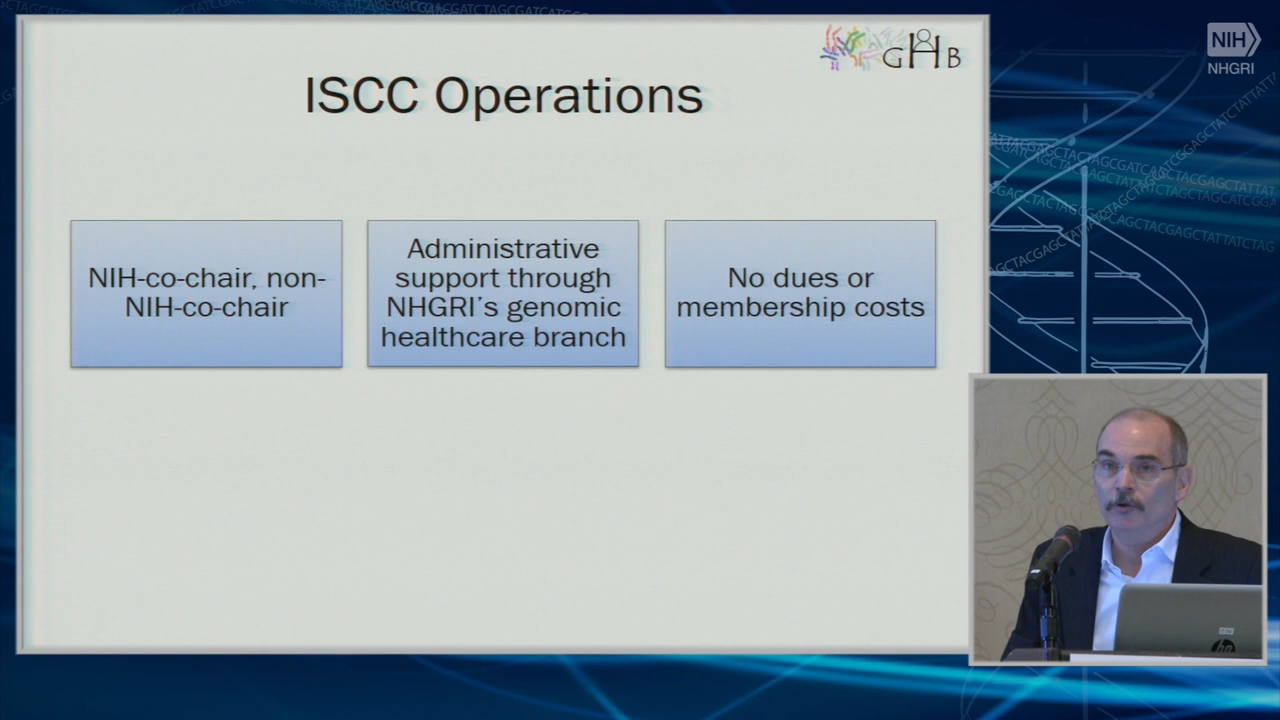 GHB
NIH
NHGRI
ISCC Operations
NIH-co-chair, non-
NIH-co-chair
Administrative
support through
NHGRI's genomic
healthcare branch
No dues or
membership costs
hp